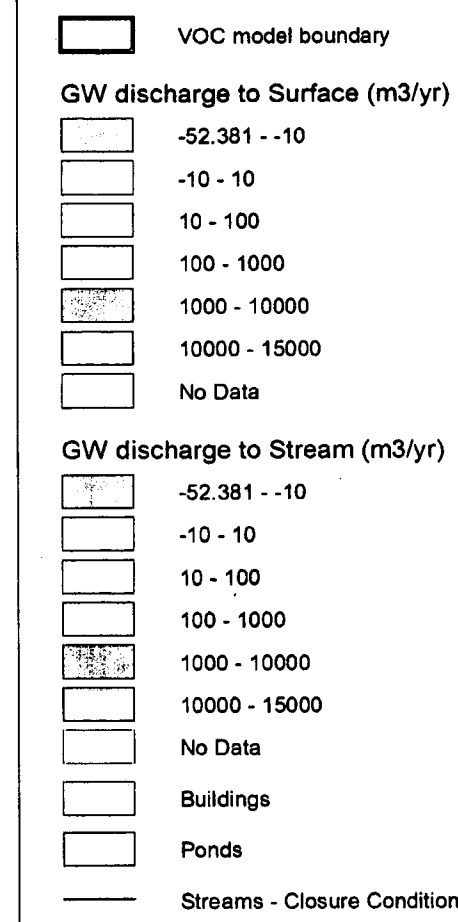 VOC model boundary
GW discharge to Surface (m3/yr)
-52.381 - -10
-10 - 10
10 - 100
100 - 1000
1000 - 10000
10000 - 15000
No Data
GW discharge to Stream (m3/yr)
-52.381 - -10
-10 - 10
10 - 100
100 - 1000
1000 - 10000
10000 - 15000
No Data
Buildings
Ponds
Streams - Closure Condition